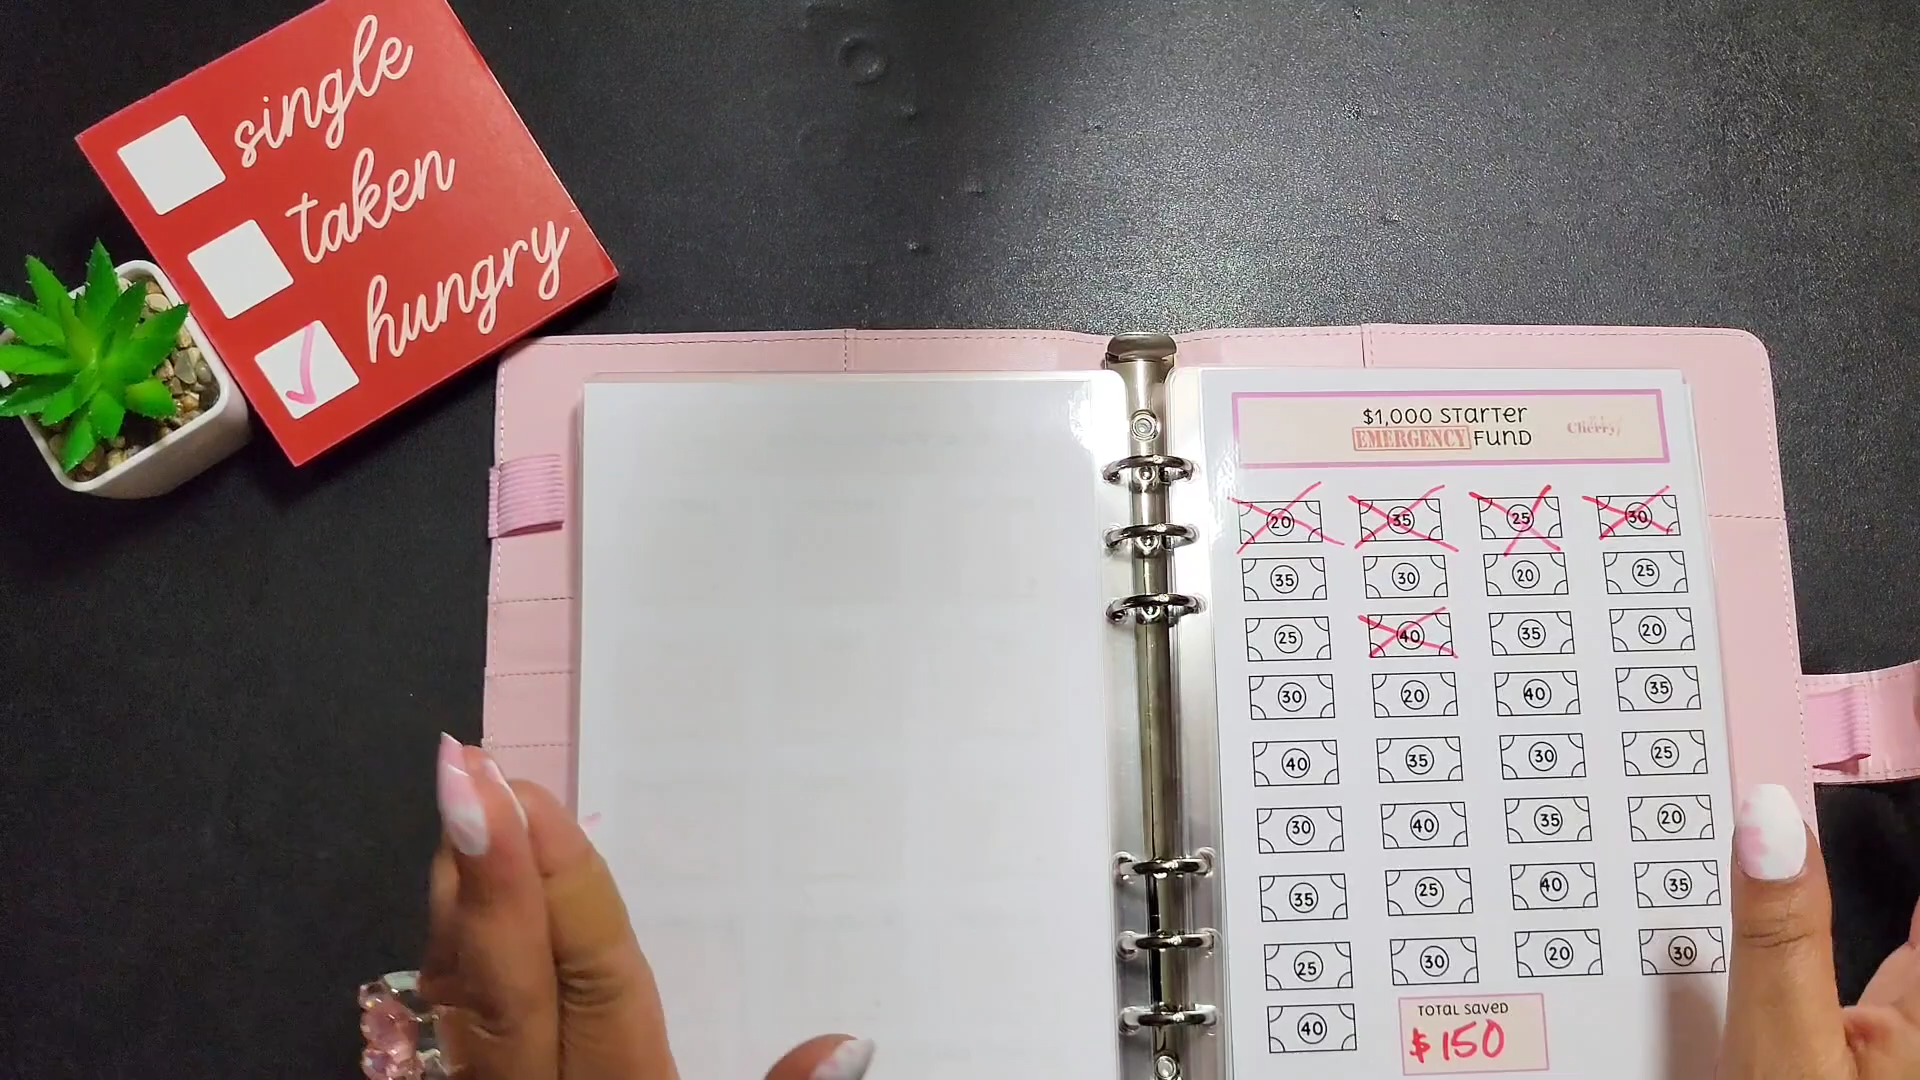 single
taken
hungry
$1,000 STARTER
EMERGENCY FUND
Cherry
20 35 25 30
35 30 20 25
25 40 35 20
30 20 40 35
40 35 30 25
30 40 35 20
35 25 40 35
25 30 20 30
40
TOTAL SAVED
$150